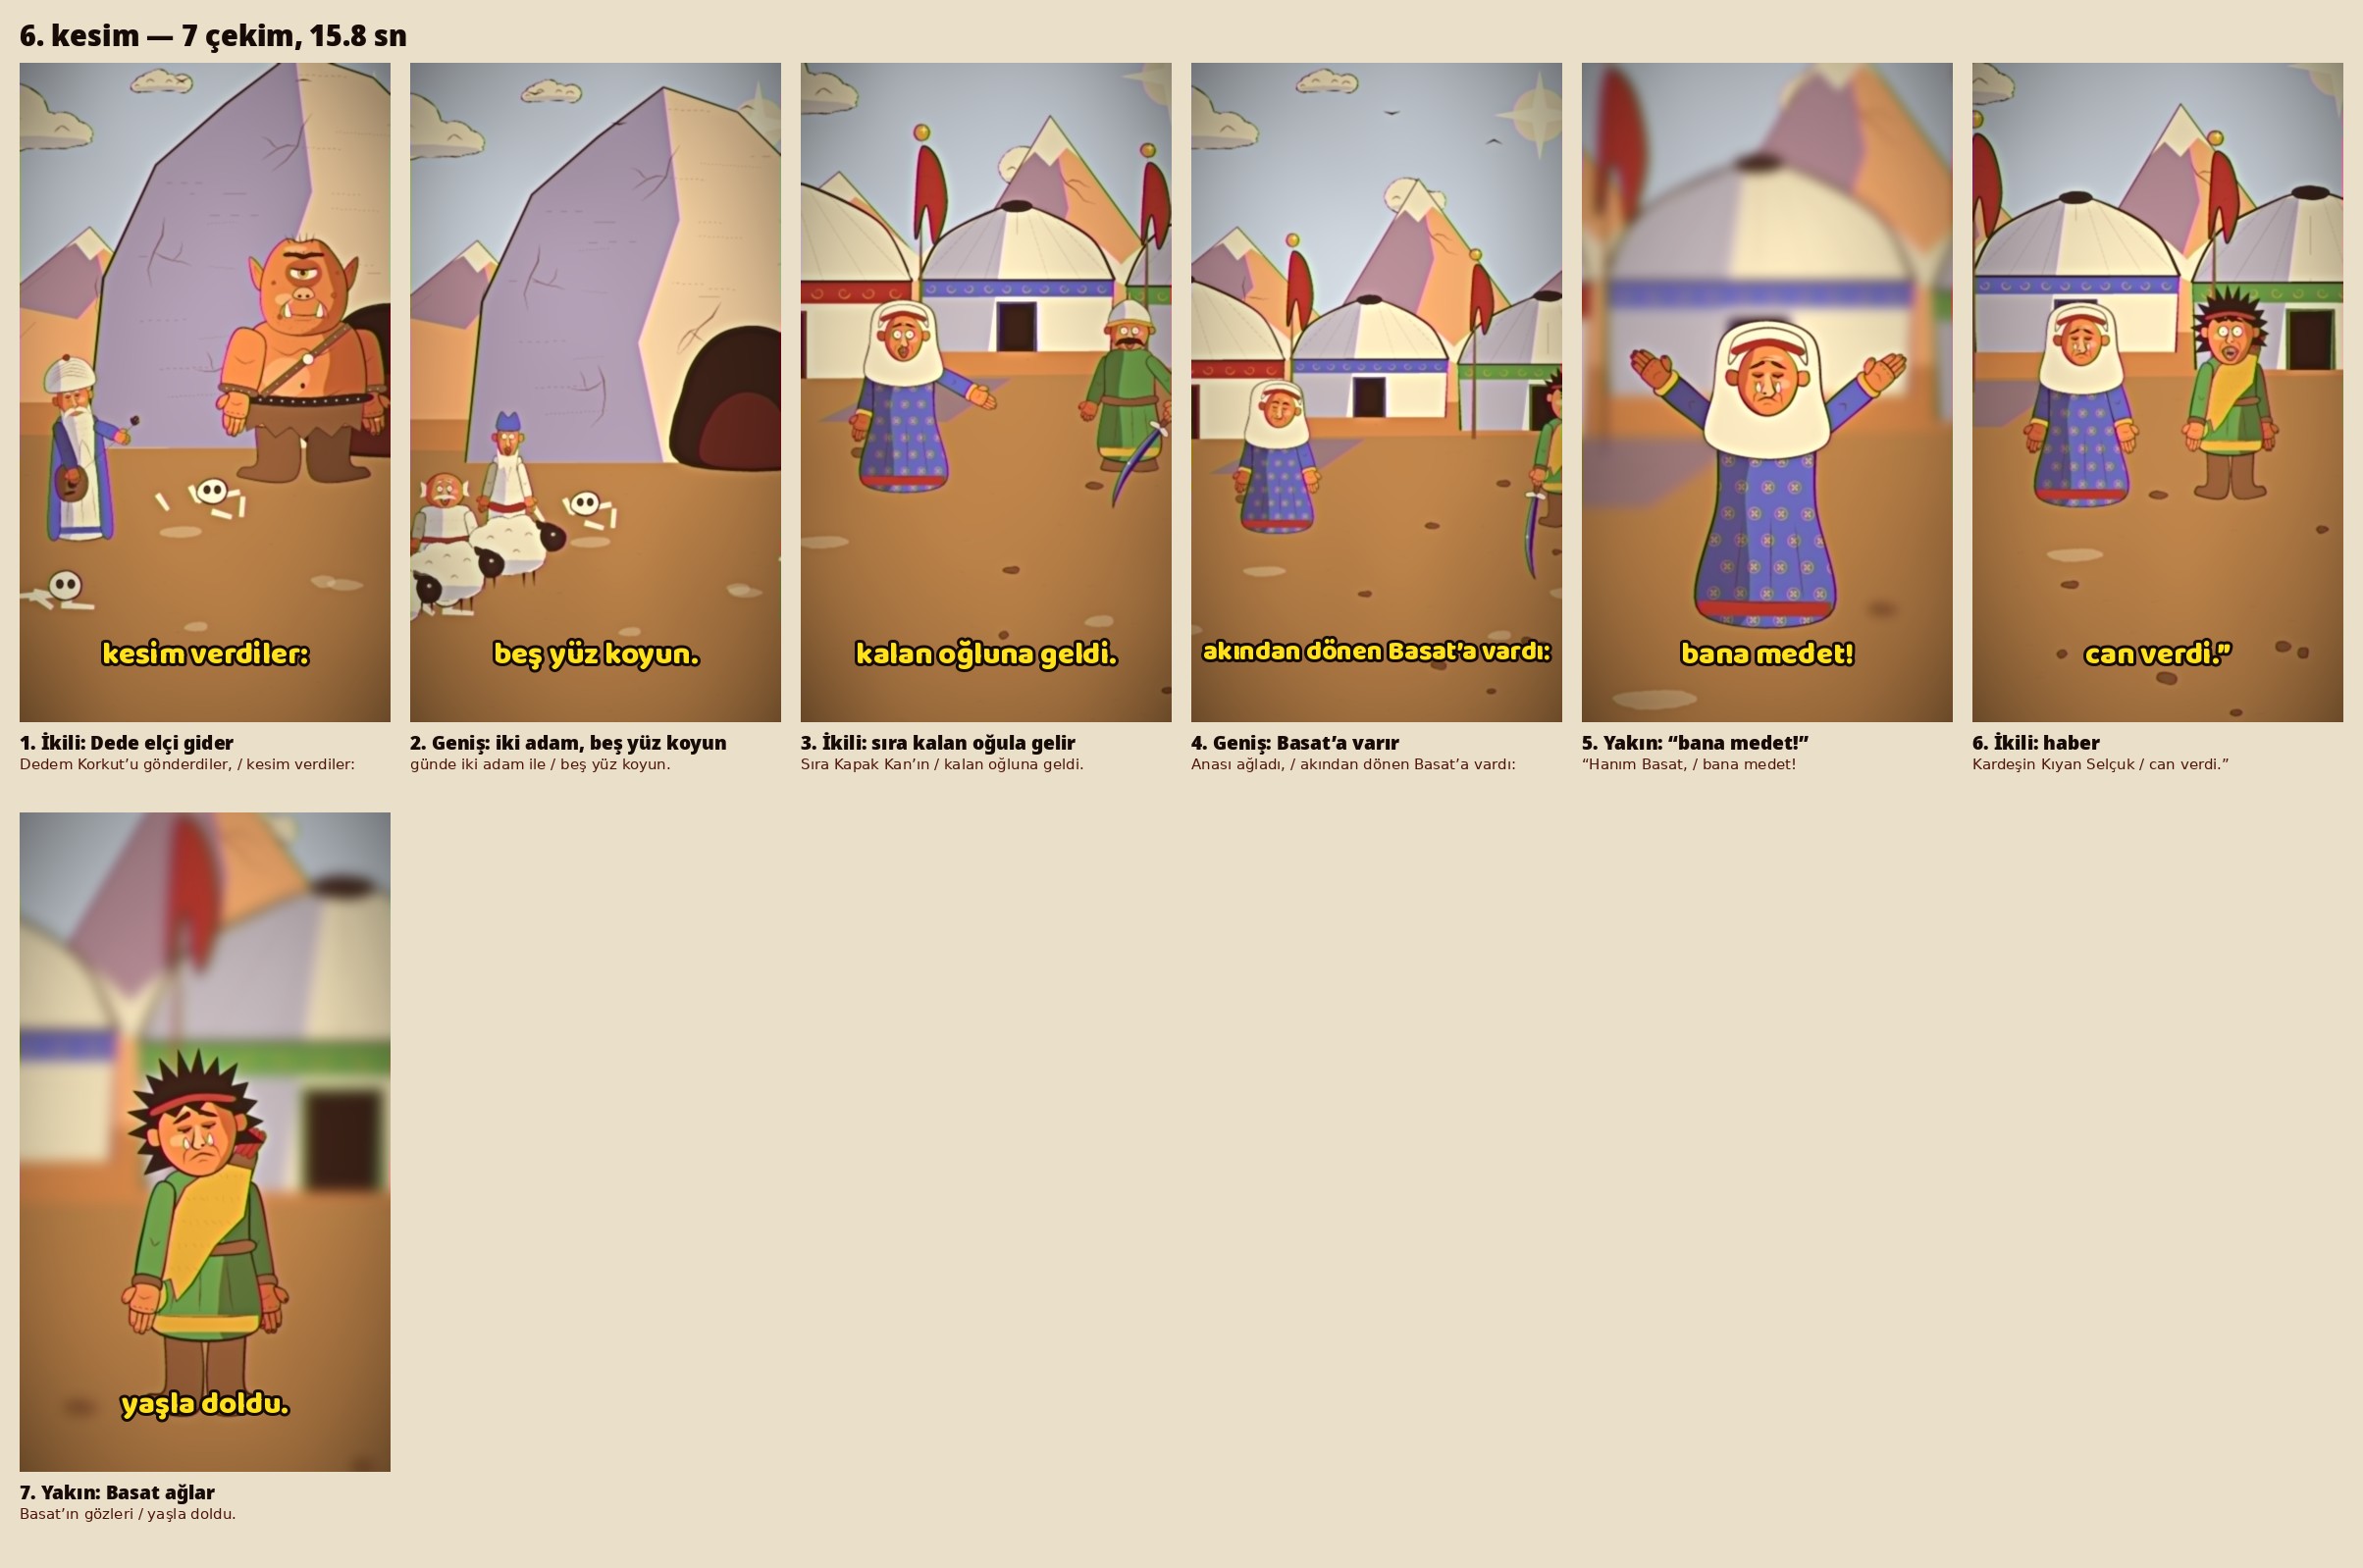 6. kesim — 7 çekim, 15.8 sn
kesim verdiler:
1. İkili: Dede elçi gider
Dedem Korkut’u gönderdiler, / kesim verdiler:
beş yüz koyun.
2. Geniş: iki adam, beş yüz koyun
günde iki adam ile / beş yüz koyun.
kalan oğluna geldi.
3. İkili: sıra kalan oğula gelir
Sıra Kapak Kan’ın / kalan oğluna geldi.
akından dönen Basat’a vardı:
4. Geniş: Basat’a varır
Anası ağladı, / akından dönen Basat’a vardı:
bana medet!
5. Yakın: “bana medet!”
“Hanım Basat, / bana medet!
can verdi.”
6. İkili: haber
Kardeşin Kıyan Selçuk / can verdi.”
yaşla doldu.
7. Yakın: Basat ağlar
Basat’ın gözleri / yaşla doldu.